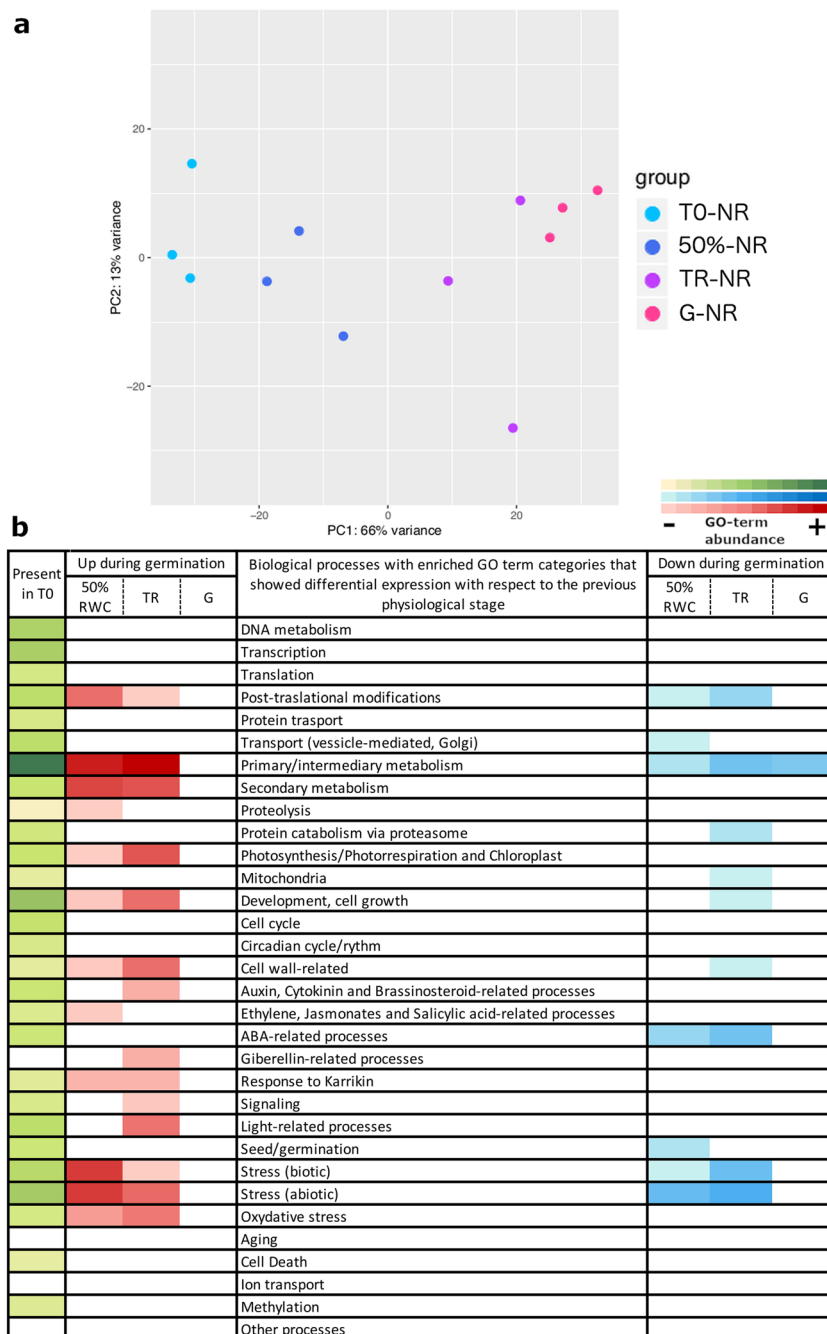 a
20
0
−20
PC2: 13% variance
−20
0
20
PC1: 66% variance
group
T0-NR
50%-NR
TR-NR
G-NR
- GO-term +
abundance
b
Present
in T0
Up during germination
50%
RWC
TR
G
Biological processes with enriched GO term categories that
showed differential expression with respect to the previous
physiological stage
Down during germination
50%
RWC
TR
G
DNA metabolism
Transcription
Translation
Post-traslational modifications
Protein trasport
Transport (vessicle-mediated, Golgi)
Primary/intermediary metabolism
Secondary metabolism
Proteolysis
Protein catabolism via proteasome
Photosynthesis/Photorrespiration and Chloroplast
Mitochondria
Development, cell growth
Cell cycle
Circadian cycle/rythm
Cell wall-related
Auxin, Cytokinin and Brassinosteroid-related processes
Ethylene, Jasmonates and Salicylic acid-related processes
ABA-related processes
Giberellin-related processes
Response to Karrikin
Signaling
Light-related processes
Seed/germination
Stress (biotic)
Stress (abiotic)
Oxydative stress
Aging
Cell Death
Ion transport
Methylation
Other processes